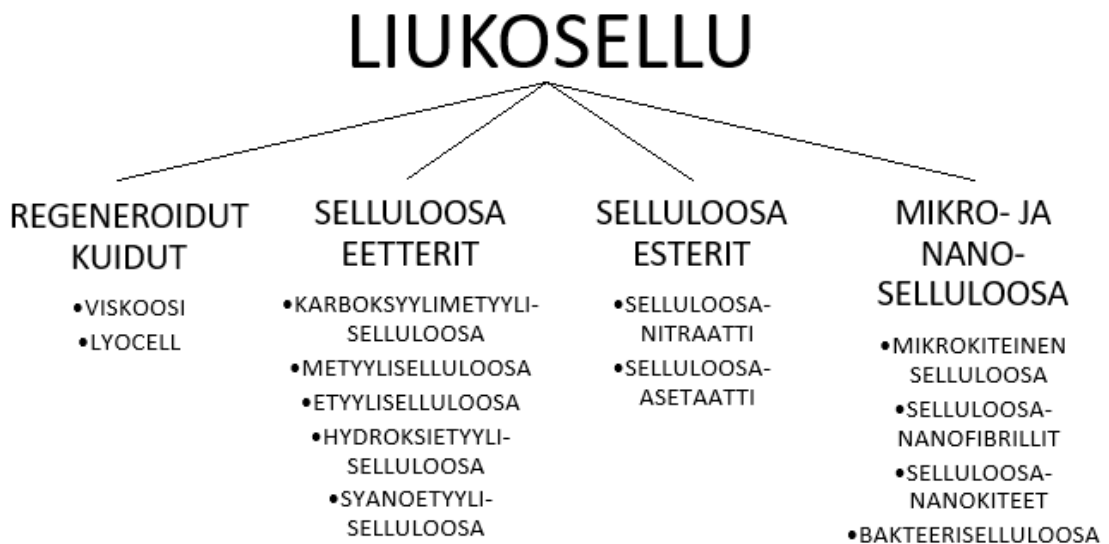 LIUKOSELLU
REGENEROIDUT
KUIDUT
•VISKOOSI
•LYOCELL
SELLULOOSA
EETTERIT
•KARBOKSYYLIMETYYLI-
SELLULOOSA
•METYYLISELLULOOSA
•ETYYLISELLULOOSA
•HYDROKSIETYYLI-
SELLULOOSA
•SYANOETYYLI-
SELLULOOSA
SELLULOOSA
ESTERIT
•SELLULOOSA-
NITRAATTI
•SELLULOOSA-
ASETAATTI
MIKRO- JA
NANO-
SELLULOOSA
•MIKROKITEINEN
SELLULOOSA
•SELLULOOSA-
NANOFIBRILLIT
•SELLULOOSA-
NANOKITEET
•BAKTEERISELLULOOSA